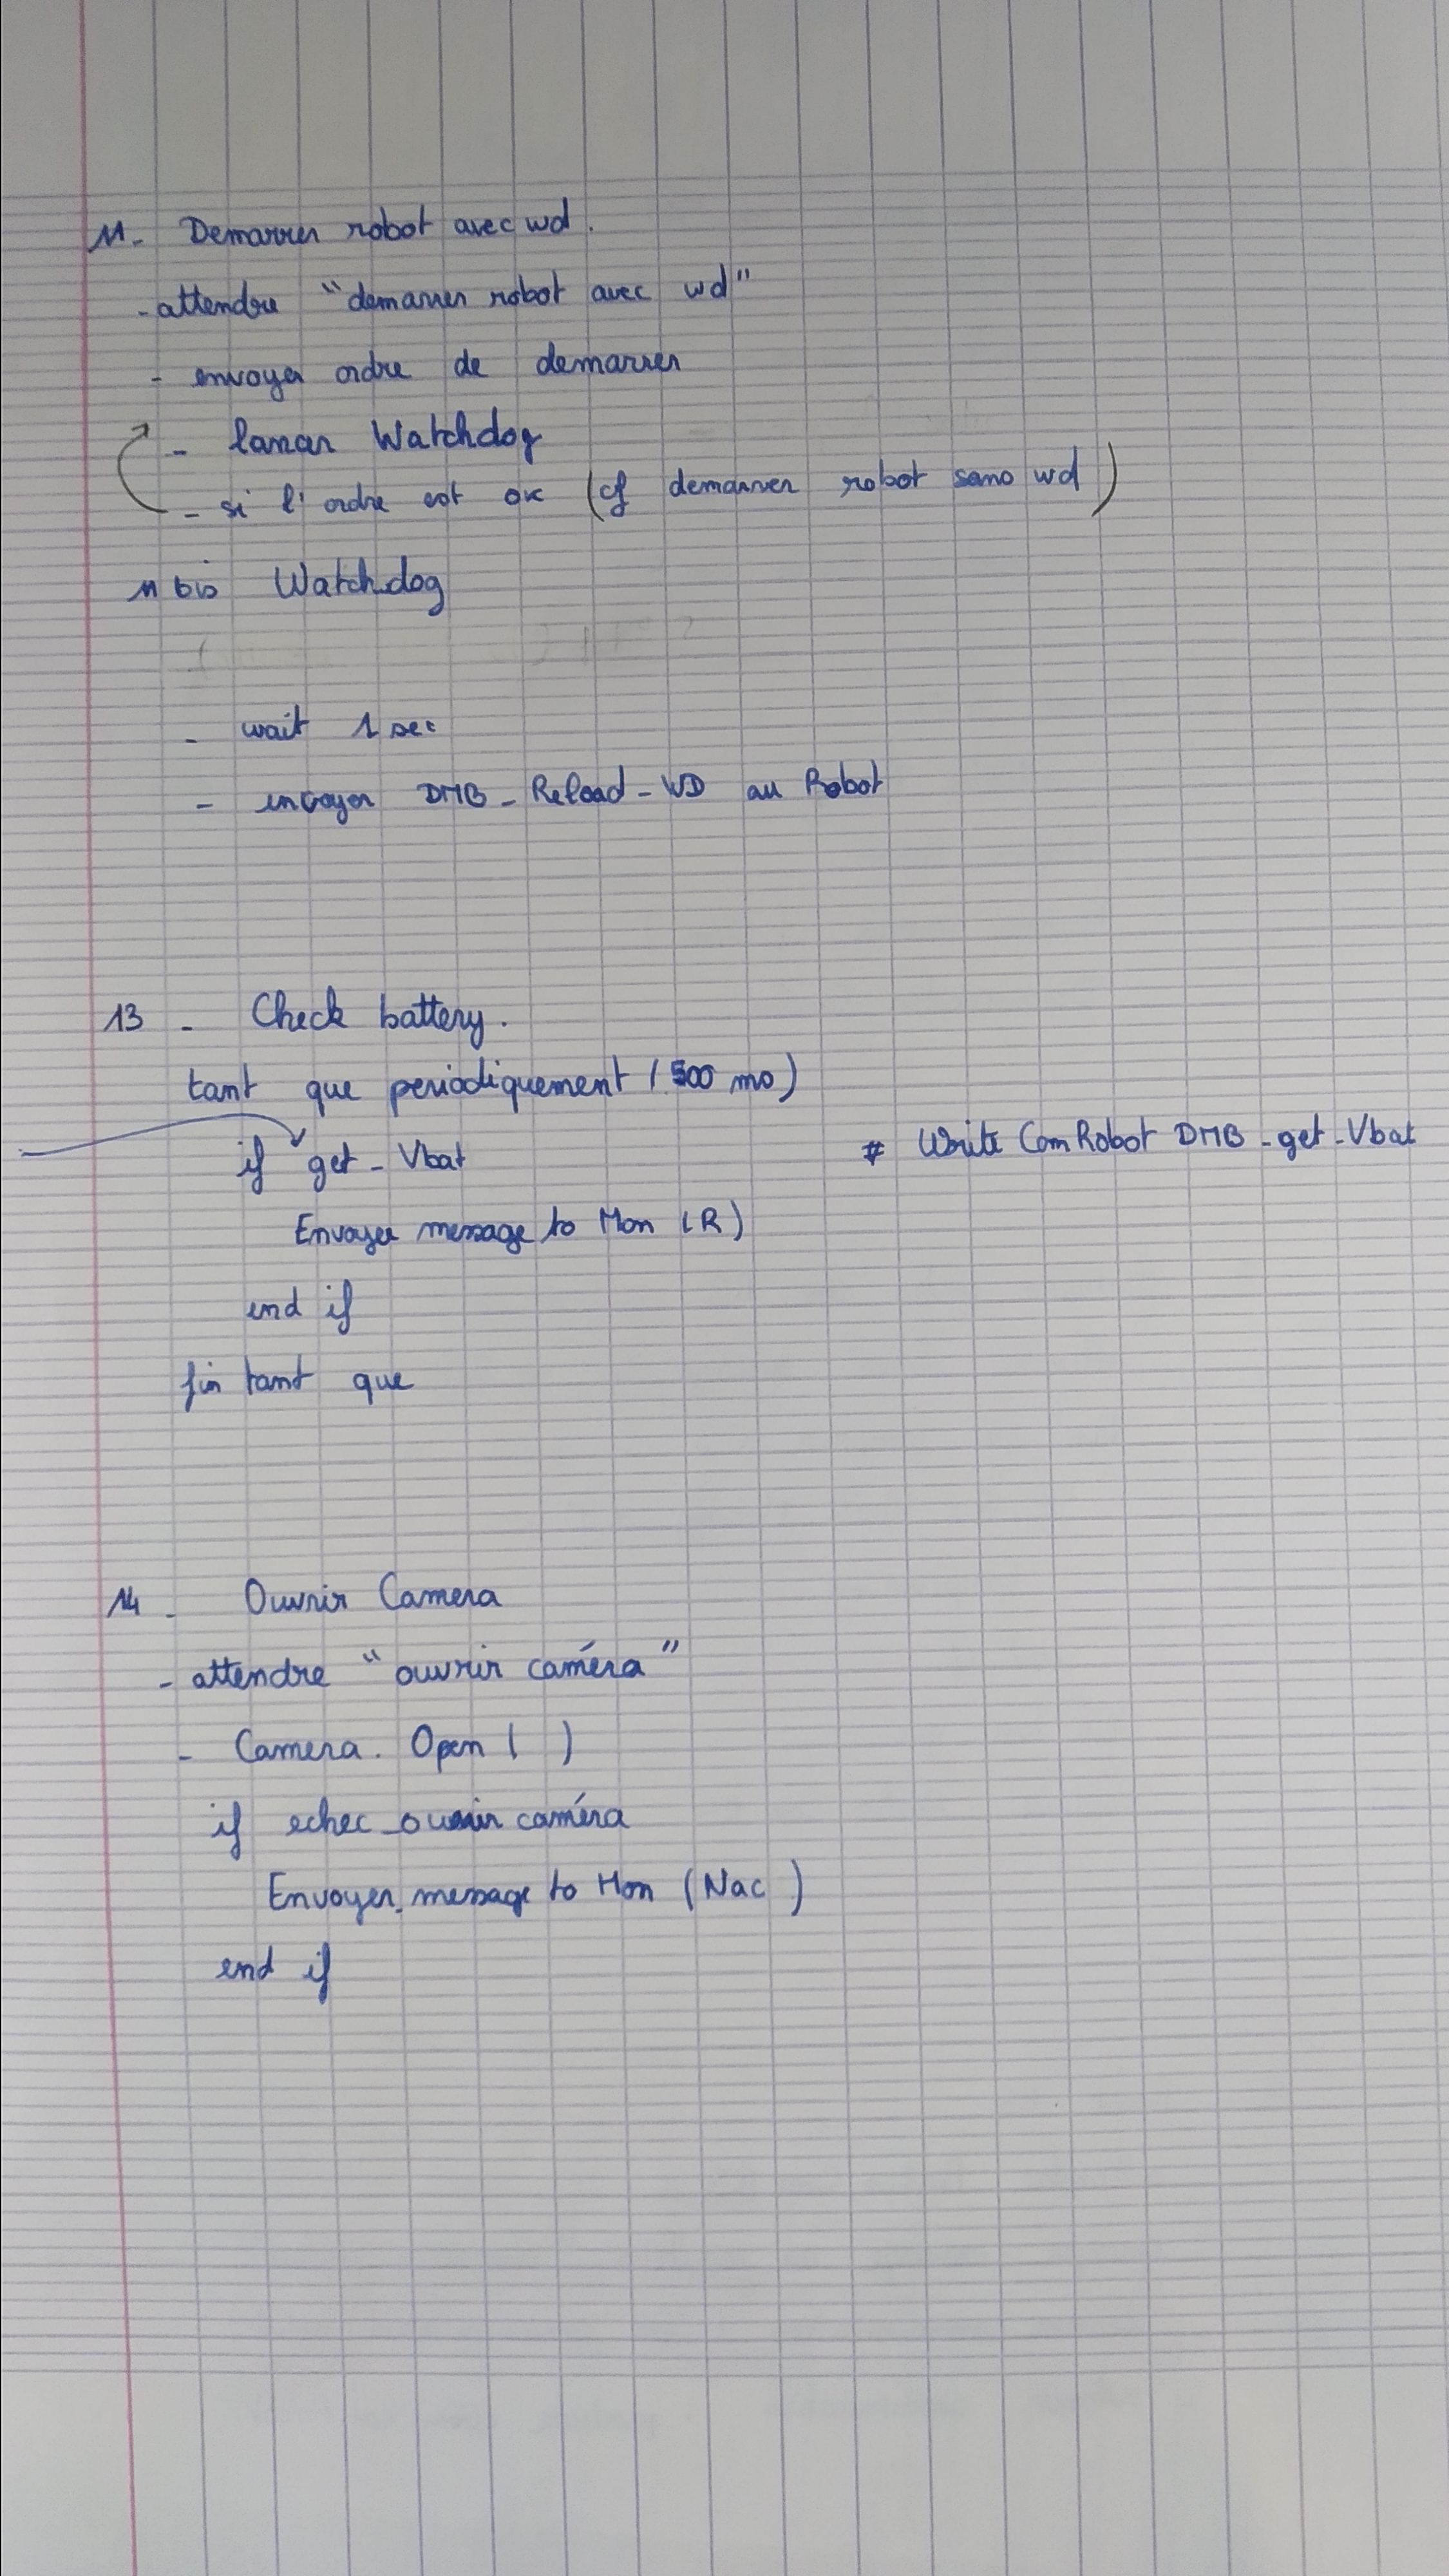 11- Demarrer robot avec wd.
- attendre "demarrer robot avec wd"
- envoyer ordre de demarrer
- lancer Watchdog
- si l'ordre est ok (cf demarrer robot sans wd)
11 bis Watchdog
- wait 1 sec
- envoyer DMB_Reload_WD au Robot
13 - Check battery.
tant que periodiquement (500 ms)
if get_Vbat # Write ComRobot DMB_get_Vbat
Envoyer message to Mon (R)
end if
fin tant que
14 - Ouvrir Camera
- attendre "ouvrir caméra"
- Camera. Open ( )
if echec_ouvrir caméra
Envoyer message to Mon (Nac)
end if